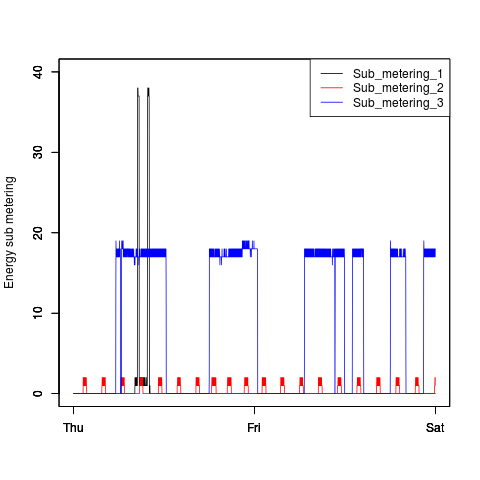 Sub_metering_1
Sub_metering_2
Sub_metering_3
Energy sub metering
40
30
20
10
0
Thu
Fri
Sat